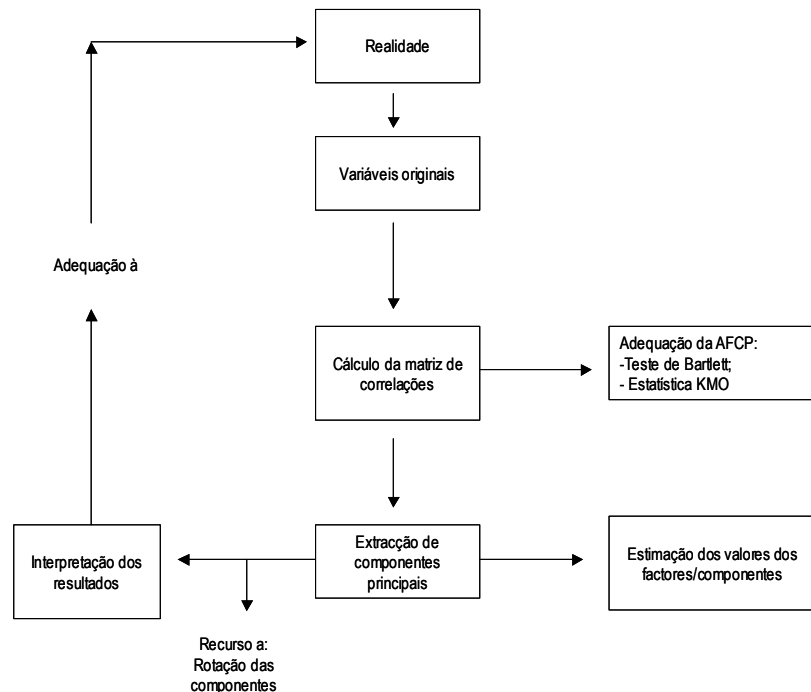 Realidade
Variáveis originais
Adequação à
Cálculo da matriz de
correlações
Adequação da AFCP:
-Teste de Bartlett;
- Estatística KMO
Interpretação dos
resultados
Extracção de
componentes
principais
Estimação dos valores dos
factores/componentes
Recurso a:
Rotação das
componentes